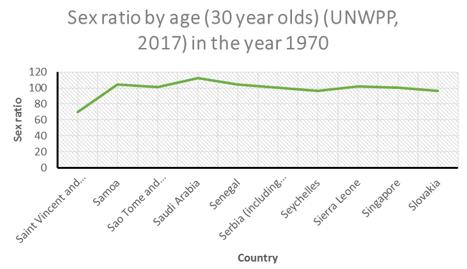 Sex ratio by age (30 year olds) (UNWPP,
2017) in the year 1970
120
100
80
60
40
20
0
Sex ratio
Saint Vincent and...
Samoa
Sao Tome and...
Saudi Arabia
Senegal
Serbia (including...
Seychelles
Sierra Leone
Singapore
Slovakia
Country